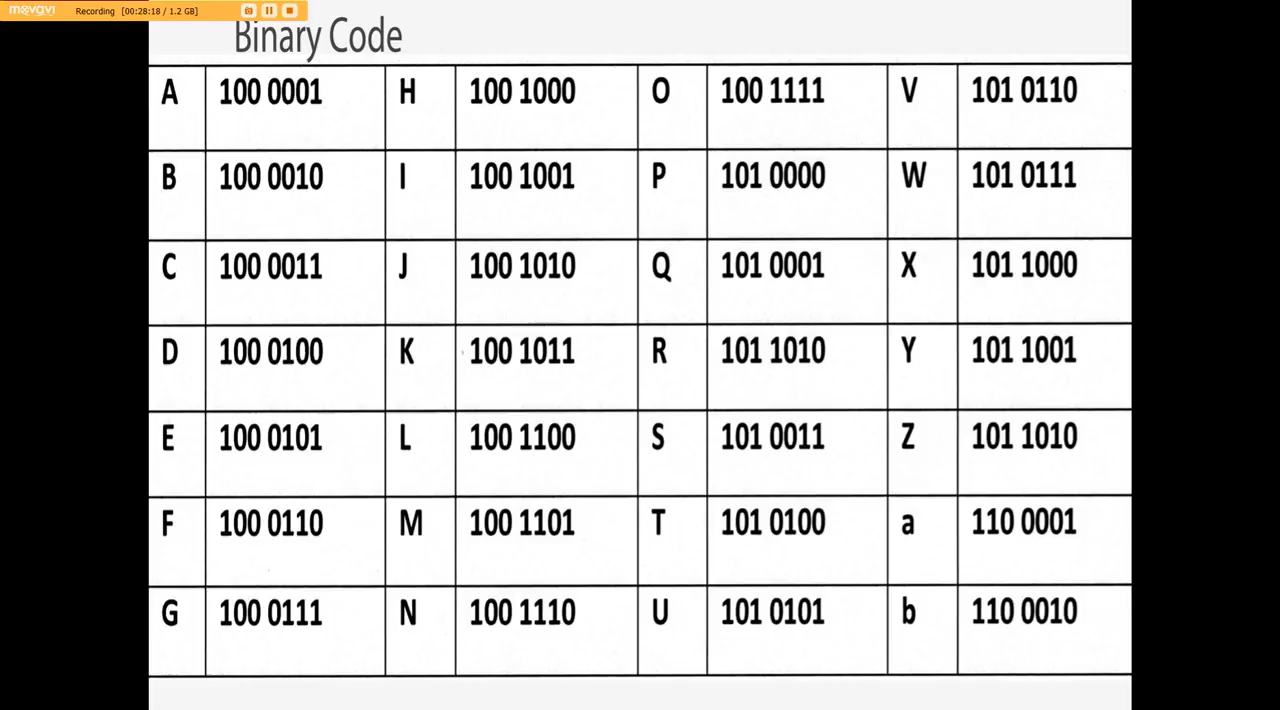 movavi Recording [00:28:18 / 1.2 GB]
Binary Code
A 100 0001 H 100 1000 O 100 1111 V 101 0110
B 100 0010 I 100 1001 P 101 0000 W 101 0111
C 100 0011 J 100 1010 Q 101 0001 X 101 1000
D 100 0100 K 100 1011 R 101 1010 Y 101 1001
E 100 0101 L 100 1100 S 101 0011 Z 101 1010
F 100 0110 M 100 1101 T 101 0100 a 110 0001
G 100 0111 N 100 1110 U 101 0101 b 110 0010